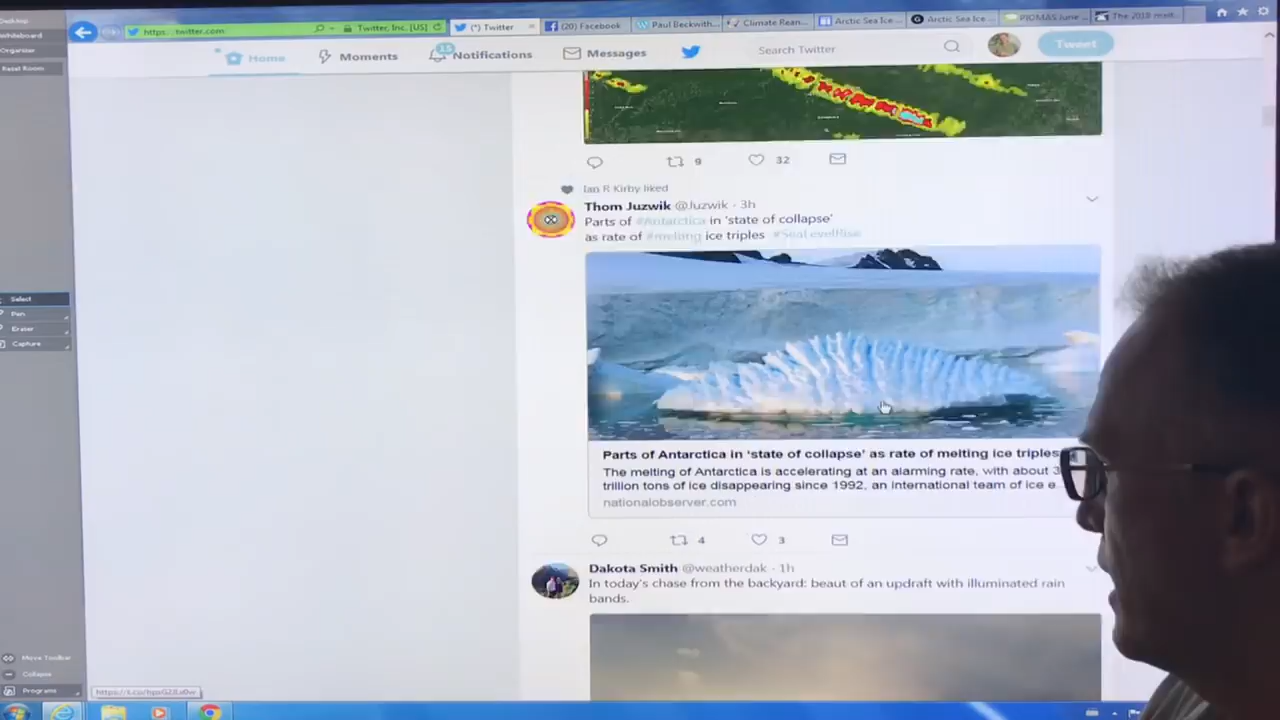 Desktop
Whiteboard
Organiser
Reset Room
https
twitter.com
Twitter, Inc. [US]
(*) Twitter
(20) Facebook
Paul Beckwith...
Climate Rean...
Arctic Sea Ice...
Arctic Sea Ice ...
PIOMAS June ...
The 2018 melt...
Home
Moments
15
Notifications
Messages
Search Twitter
Tweet
9
32
Ian R Kirby liked
Thom Juzwik @Juzwik · 3h
Parts of #Antarctica in 'state of collapse'
as rate of #melting ice triples #SeaLevelRise
Parts of Antarctica in 'state of collapse' as rate of melting ice triples
The melting of Antarctica is accelerating at an alarming rate, with about 3
trillion tons of ice disappearing since 1992, an international team of ice e...
nationalobserver.com
4
3
Dakota Smith @weatherdak · 1h
In today's chase from the backyard: beaut of an updraft with illuminated rain
bands.
Select
Pen
Eraser
Capture
Move Toolbar
Collapse
Programs